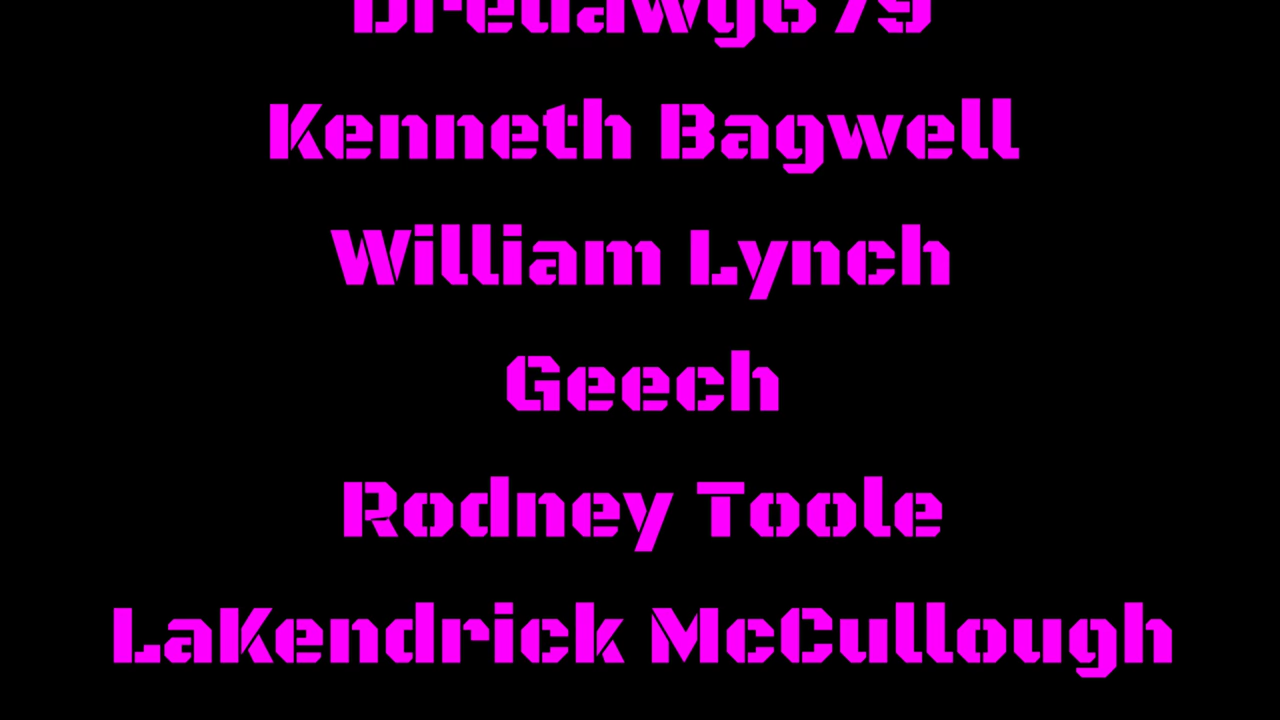 Kenneth Bagwell
William Lynch
Geech
Rodney Toole
LaKendrick McCullough